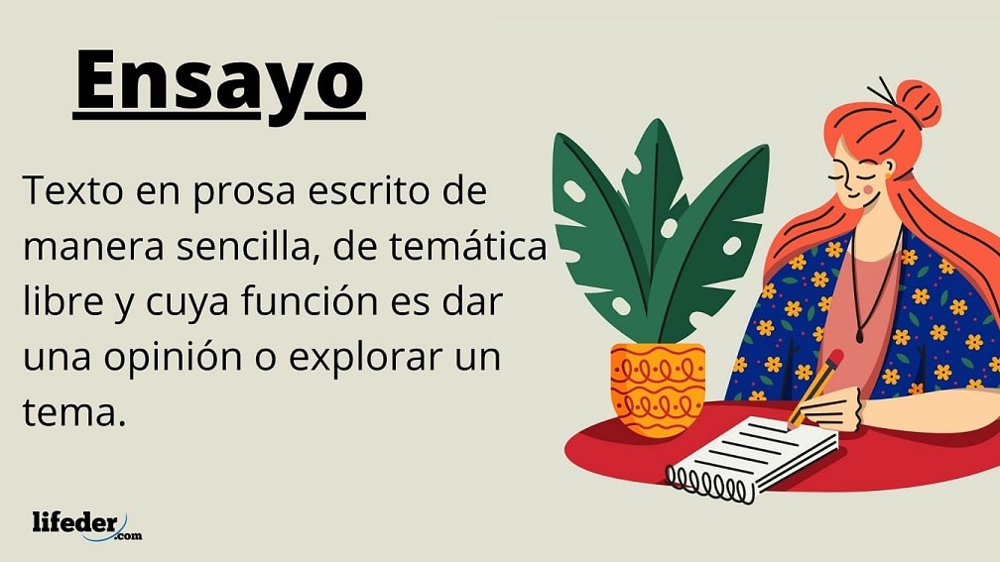 Ensayo
Texto en prosa escrito de
manera sencilla, de temática
libre y cuya función es dar
una opinión o explorar un
tema.
lifeder
.com